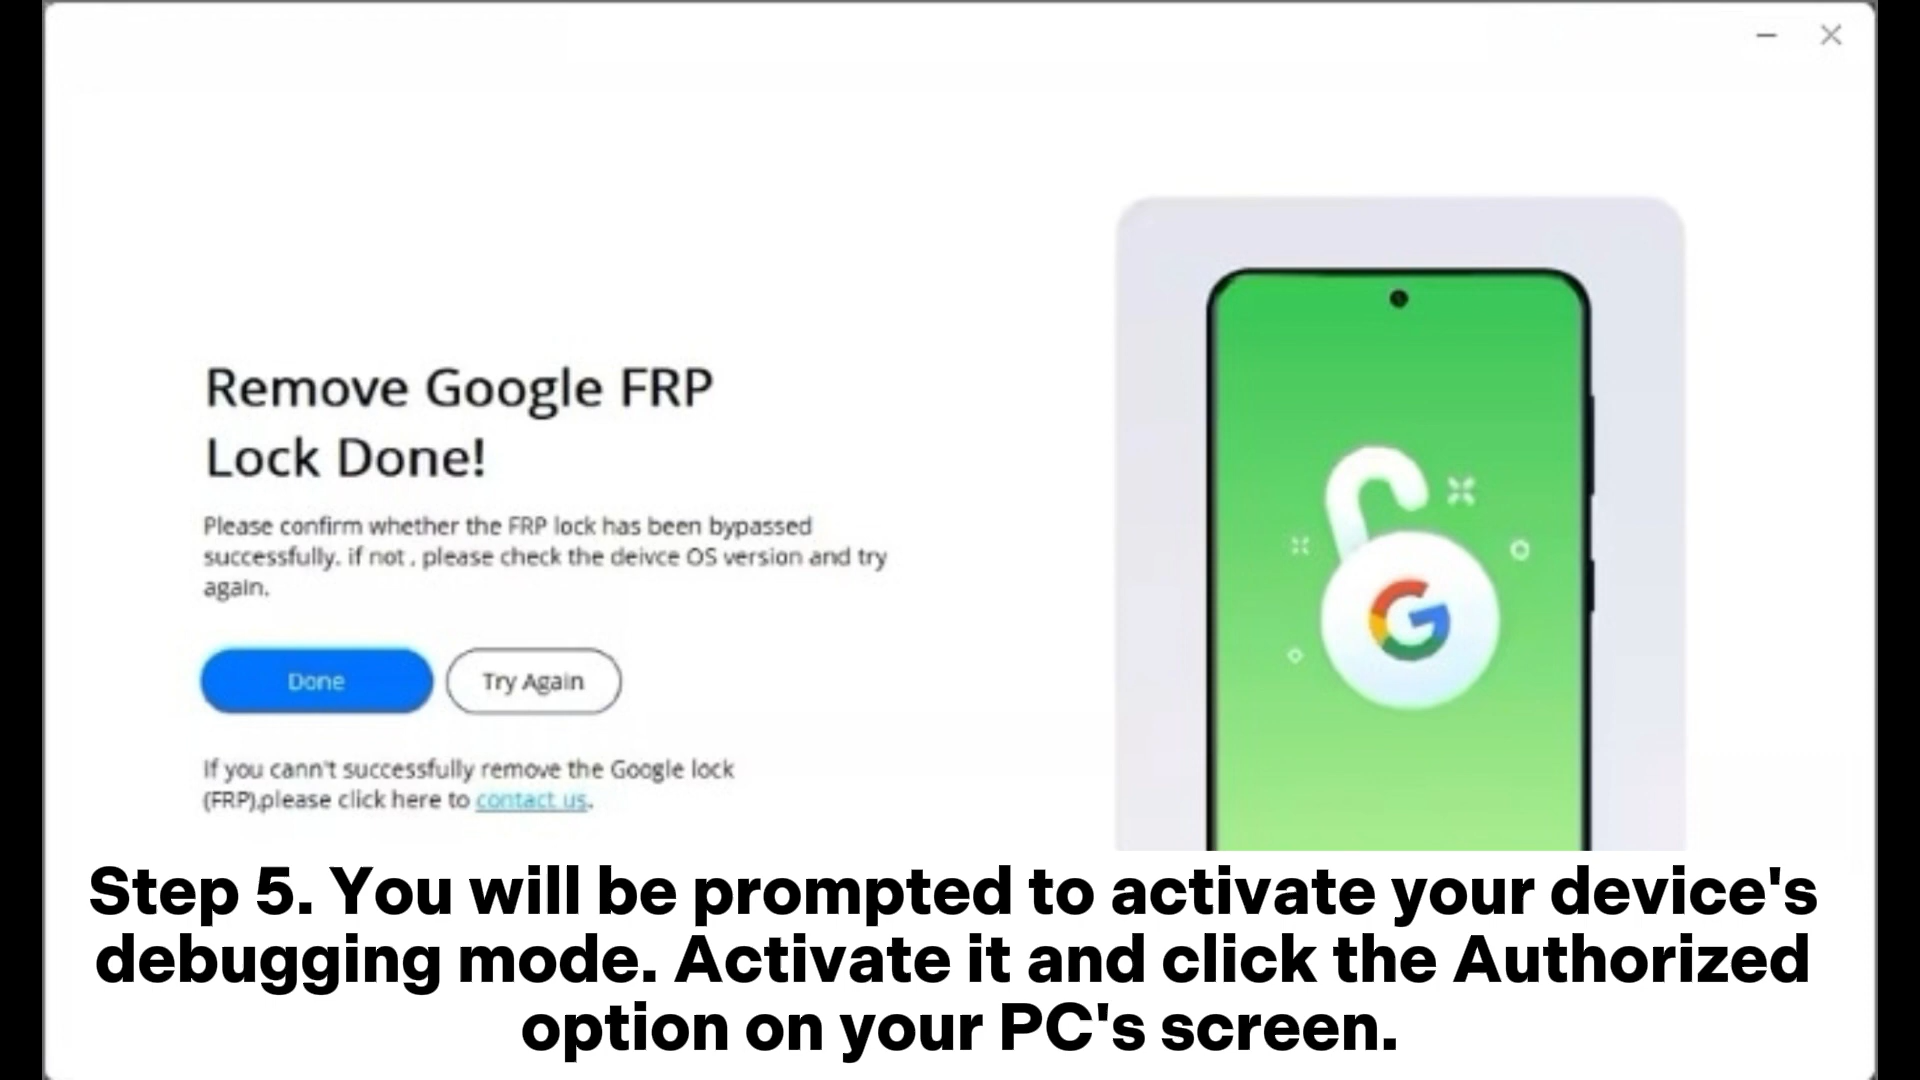 Remove Google FRP
Lock Done!
Please confirm whether the FRP lock has been bypassed
successfully. if not , please check the deivce OS version and try
again.
Done
Try Again
If you cann't successfully remove the Google lock
(FRP),please click here to contact us.
Step 5. You will be prompted to activate your device's
debugging mode. Activate it and click the Authorized
option on your PC's screen.